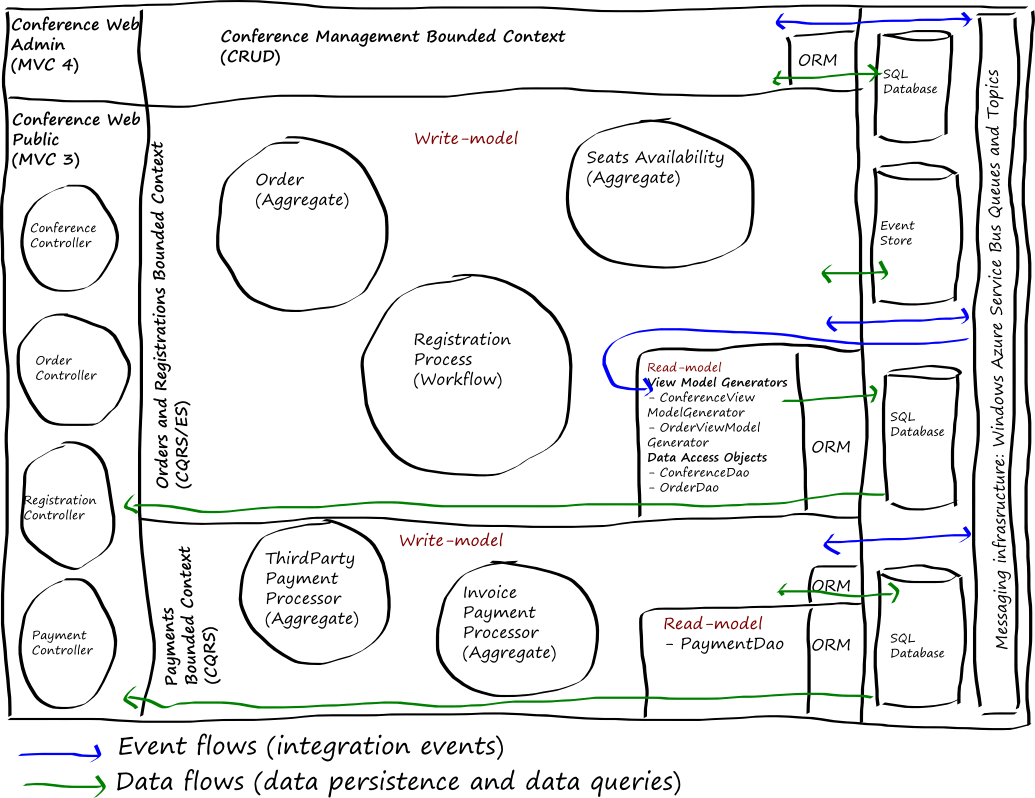 Conference Web
Admin
(MVC 4)
Conference Management Bounded Context
(CRUD)
ORM
SQL
Database
Conference Web
Public
(MVC 3)
Conference
Controller
Order
Controller
Registration
Controller
Payment
Controller
Orders and Registrations Bounded Context
(CQRS/ES)
Write-model
Order
(Aggregate)
Seats Availability
(Aggregate)
Registration
Process
(Workflow)
Event
Store
Read-model
View Model Generators
- ConferenceView
ModelGenerator
- OrderViewModel
Generator
Data Access Objects
- ConferenceDao
- OrderDao
ORM
SQL
Database
Payments
Bounded Context
(CQRS)
Write-model
ThirdParty
Payment
Processor
(Aggregate)
Invoice
Payment
Processor
(Aggregate)
ORM
Read-model
- PaymentDao
ORM
SQL
Database
Messaging infrasructure: Windows Azure Service Bus Queues and Topics
Event flows (integration events)
Data flows (data persistence and data queries)